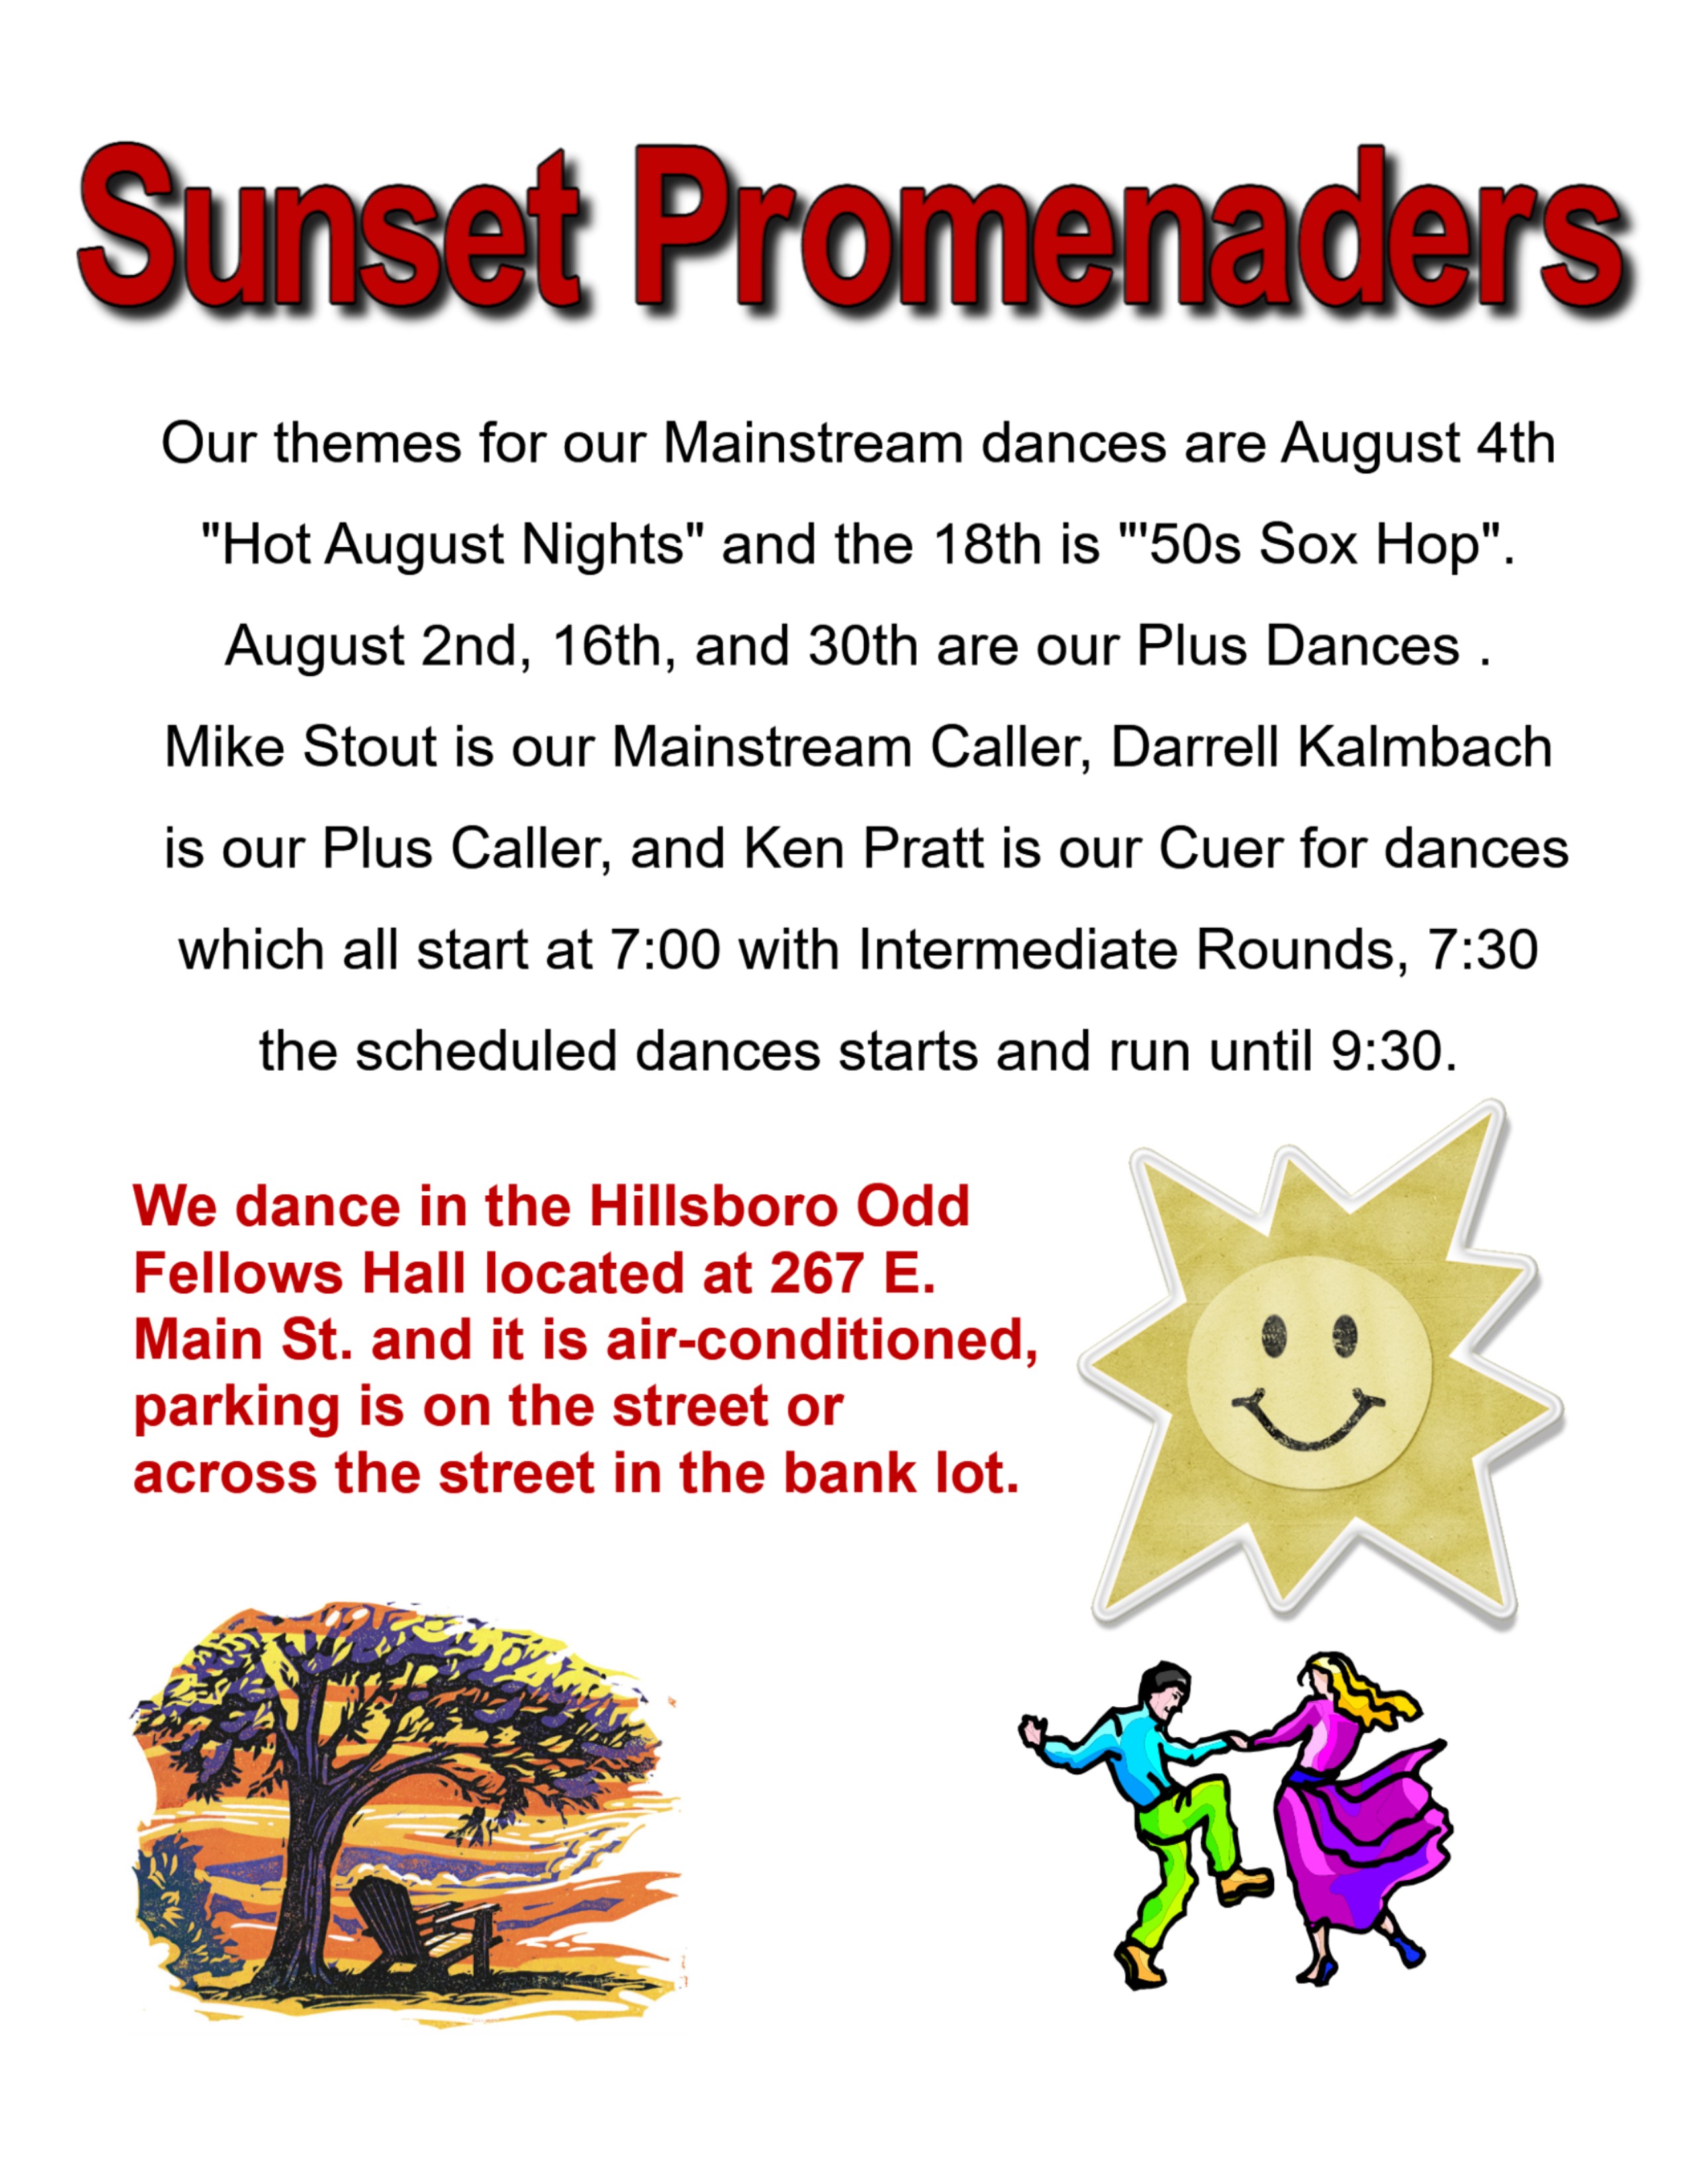 Sunset Promenaders
Our themes for our Mainstream dances are August 4th
"Hot August Nights" and the 18th is "'50s Sox Hop".
August 2nd, 16th, and 30th are our Plus Dances .
Mike Stout is our Mainstream Caller, Darrell Kalmbach
is our Plus Caller, and Ken Pratt is our Cuer for dances
which all start at 7:00 with Intermediate Rounds, 7:30
the scheduled dances starts and run until 9:30.
We dance in the Hillsboro Odd
Fellows Hall located at 267 E.
Main St. and it is air-conditioned,
parking is on the street or
across the street in the bank lot.